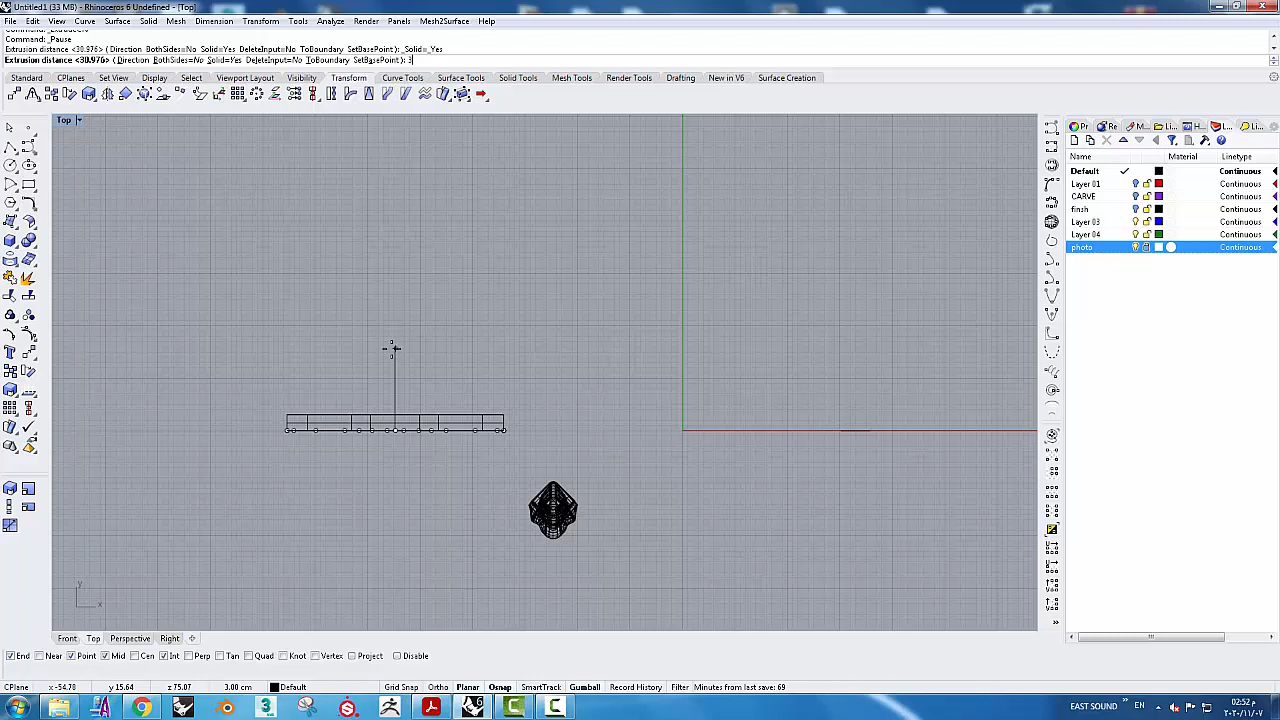 Untitled1 (33 MB) - Rhinoceros 6 Undefined - [Top]
File Edit View Curve Surface Solid Mesh Dimension Transform Tools Analyze Render Panels Mesh2Surface Help
Command: _Pause
Extrusion distance <30.976> ( Direction BothSides=No Solid=Yes DeleteInput=No ToBoundary SetBasePoint): _Solid=_Yes
Extrusion distance <30.976> ( Direction BothSides=No Solid=Yes DeleteInput=No ToBoundary SetBasePoint): 3
Standard CPlanes Set View Display Select Viewport Layout Visibility Transform Curve Tools Surface Tools Solid Tools Mesh Tools Render Tools Drafting New in V6 Surface Creation
Top
Name Material Linetype
Default Continuous
Layer 01 Continuous
CARVE Continuous
finsh Continuous
Layer 03 Continuous
Layer 04 Continuous
photo Continuous
y
x
Front Top Perspective Right
End Near Point Mid Cen Int Perp Tan Quad Knot Vertex Project Disable
CPlane x -54.78 y 15.64 z 75.07 3.00 cm Default Grid Snap Ortho Planar Osnap SmartTrack Gumball Record History Filter Minutes from last save: 69
EAST SOUND EN 02:52 م